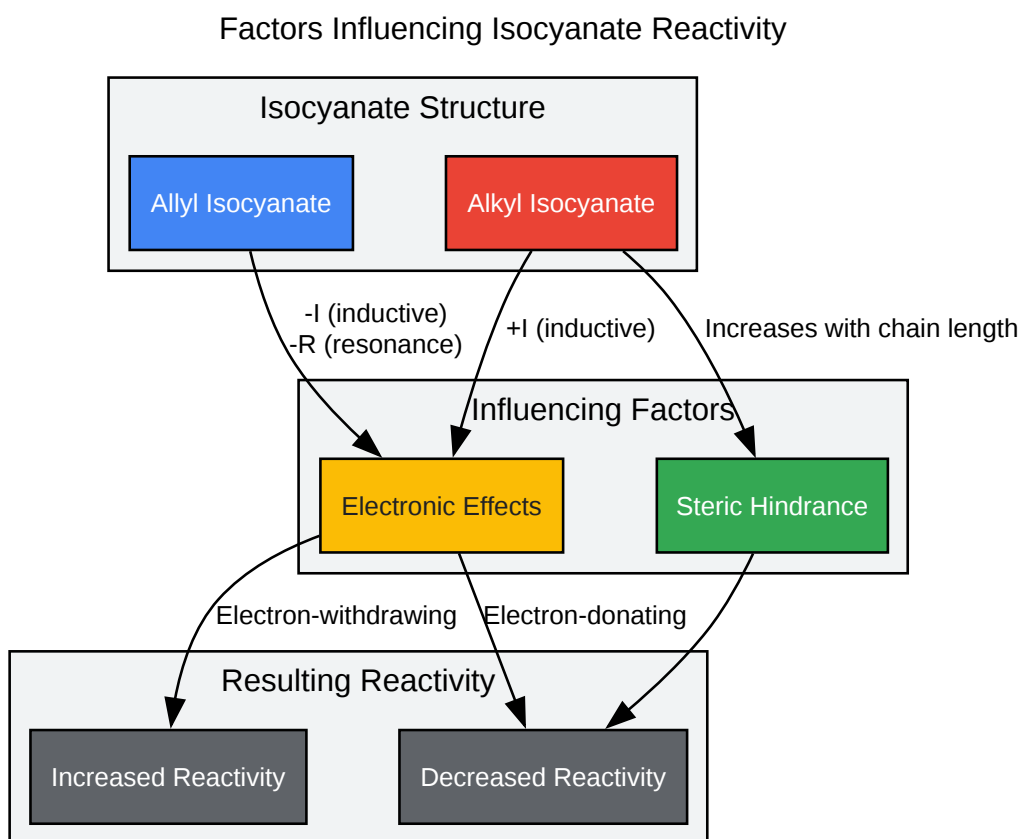 Factors Influencing Isocyanate Reactivity
Isocyanate Structure
Allyl Isocyanate
Alkyl Isocyanate
-I (inductive)
-R (resonance)
+I (inductive)
Increases with chain length
Influencing Factors
Electronic Effects
Steric Hindrance
Electron-withdrawing
Electron-donating
Resulting Reactivity
Increased Reactivity
Decreased Reactivity